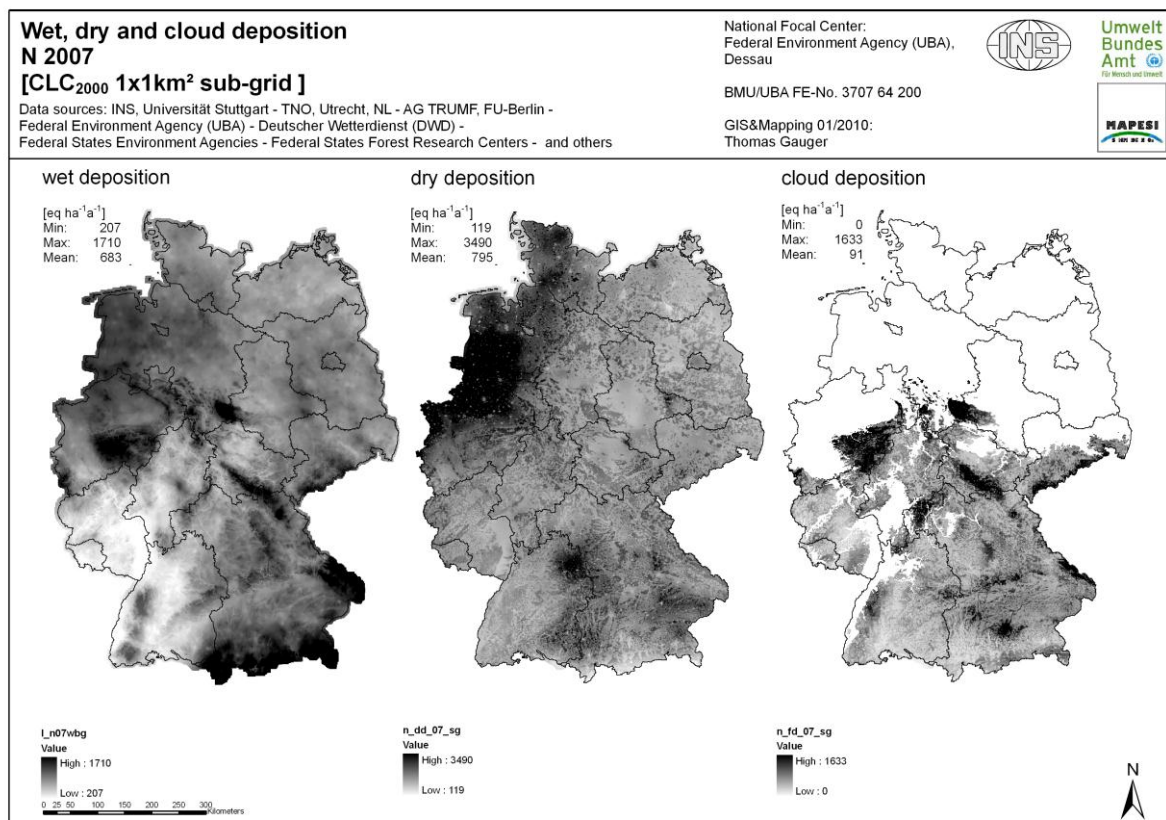 Wet, dry and cloud deposition
N 2007
[CLC2000 1x1km² sub-grid ]
Data sources: INS, Universität Stuttgart - TNO, Utrecht, NL - AG TRUMF, FU-Berlin -
Federal Environment Agency (UBA) - Deutscher Wetterdienst (DWD) -
Federal States Environment Agencies - Federal States Forest Research Centers - and others
National Focal Center:
Federal Environment Agency (UBA),
Dessau
BMU/UBA FE-No. 3707 64 200
GIS&Mapping 01/2010:
Thomas Gauger
INS
Umwelt
Bundes
Amt
Für Mensch und Umwelt
MAPESI
wet deposition
[eq ha⁻¹a⁻¹]
Min: 207
Max: 1710
Mean: 683
dry deposition
[eq ha⁻¹a⁻¹]
Min: 119
Max: 3490
Mean: 795
cloud deposition
[eq ha⁻¹a⁻¹]
Min: 0
Max: 1633
Mean: 91
l_n07wbg
Value
High : 1710
Low : 207
0 25 50 100 150 200 250 300
Kilometers
n_dd_07_sg
Value
High : 3490
Low : 119
n_fd_07_sg
Value
High : 1633
Low : 0
N